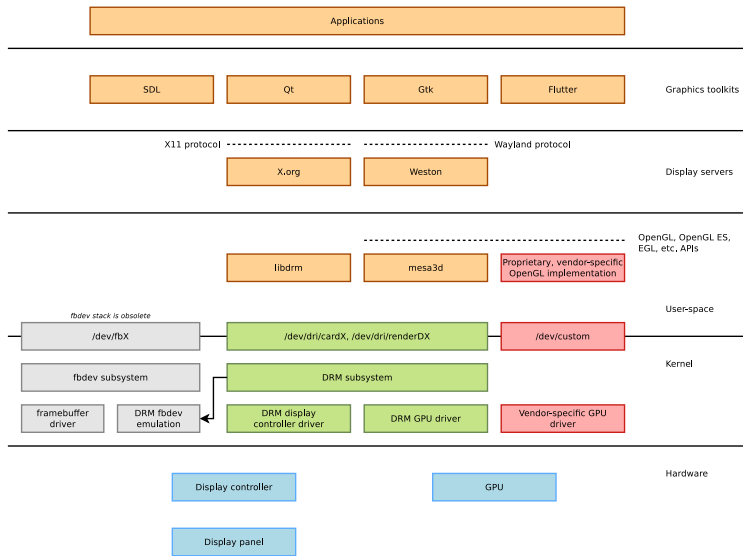 Applications
SDL
Qt
Gtk
Flutter
Graphics toolkits
X11 protocol
Wayland protocol
X.org
Weston
Display servers
OpenGL, OpenGL ES,
EGL, etc, APIs
libdrm
mesa3d
Proprietary, vendor-specific
OpenGL implementation
User-space
fbdev stack is obsolete
/dev/fbX
/dev/dri/cardX, /dev/dri/renderDX
/dev/custom
Kernel
fbdev subsystem
DRM subsystem
framebuffer
driver
DRM fbdev
emulation
DRM display
controller driver
DRM GPU driver
Vendor-specific GPU
driver
Hardware
Display controller
GPU
Display panel